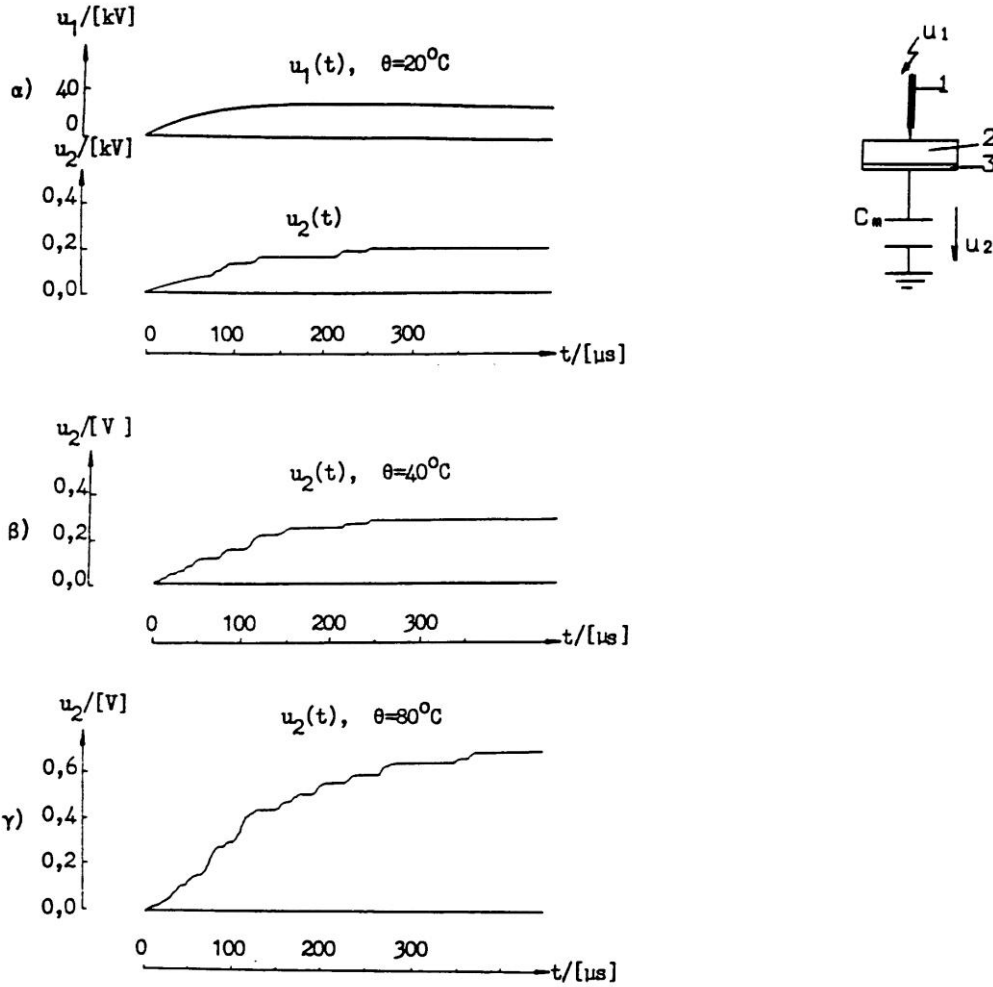 u₁/[kV]
u₁(t), θ=20°C
α)
40
0
u₂/[kV]
0,4
u₂(t)
0,2
0,0
0 100 200 300
t/[μs]
u₁
1
2
3
Cm
u₂
u₂/[V ]
u₂(t), θ=40°C
0,4
β)
0,2
0,0
0 100 200 300
t/[μs]
u₂/[V]
u₂(t), θ=80°C
0,6
γ)
0,4
0,2
0,0
0 100 200 300
t/[μs]